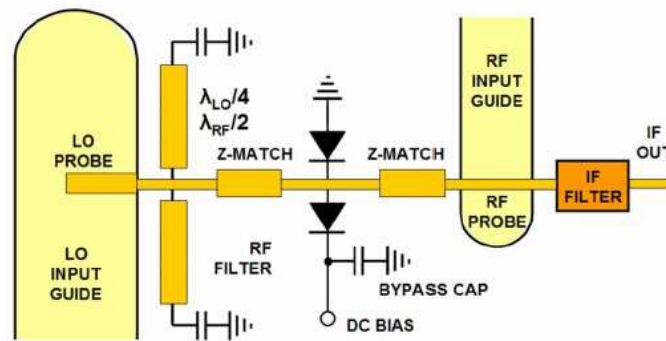 λLO/4
λRF/2
LO
PROBE
Z-MATCH
Z-MATCH
RF
INPUT
GUIDE
IF
OUT
IF
FILTER
RF
PROBE
LO
INPUT
GUIDE
RF
FILTER
BYPASS CAP
DC BIAS